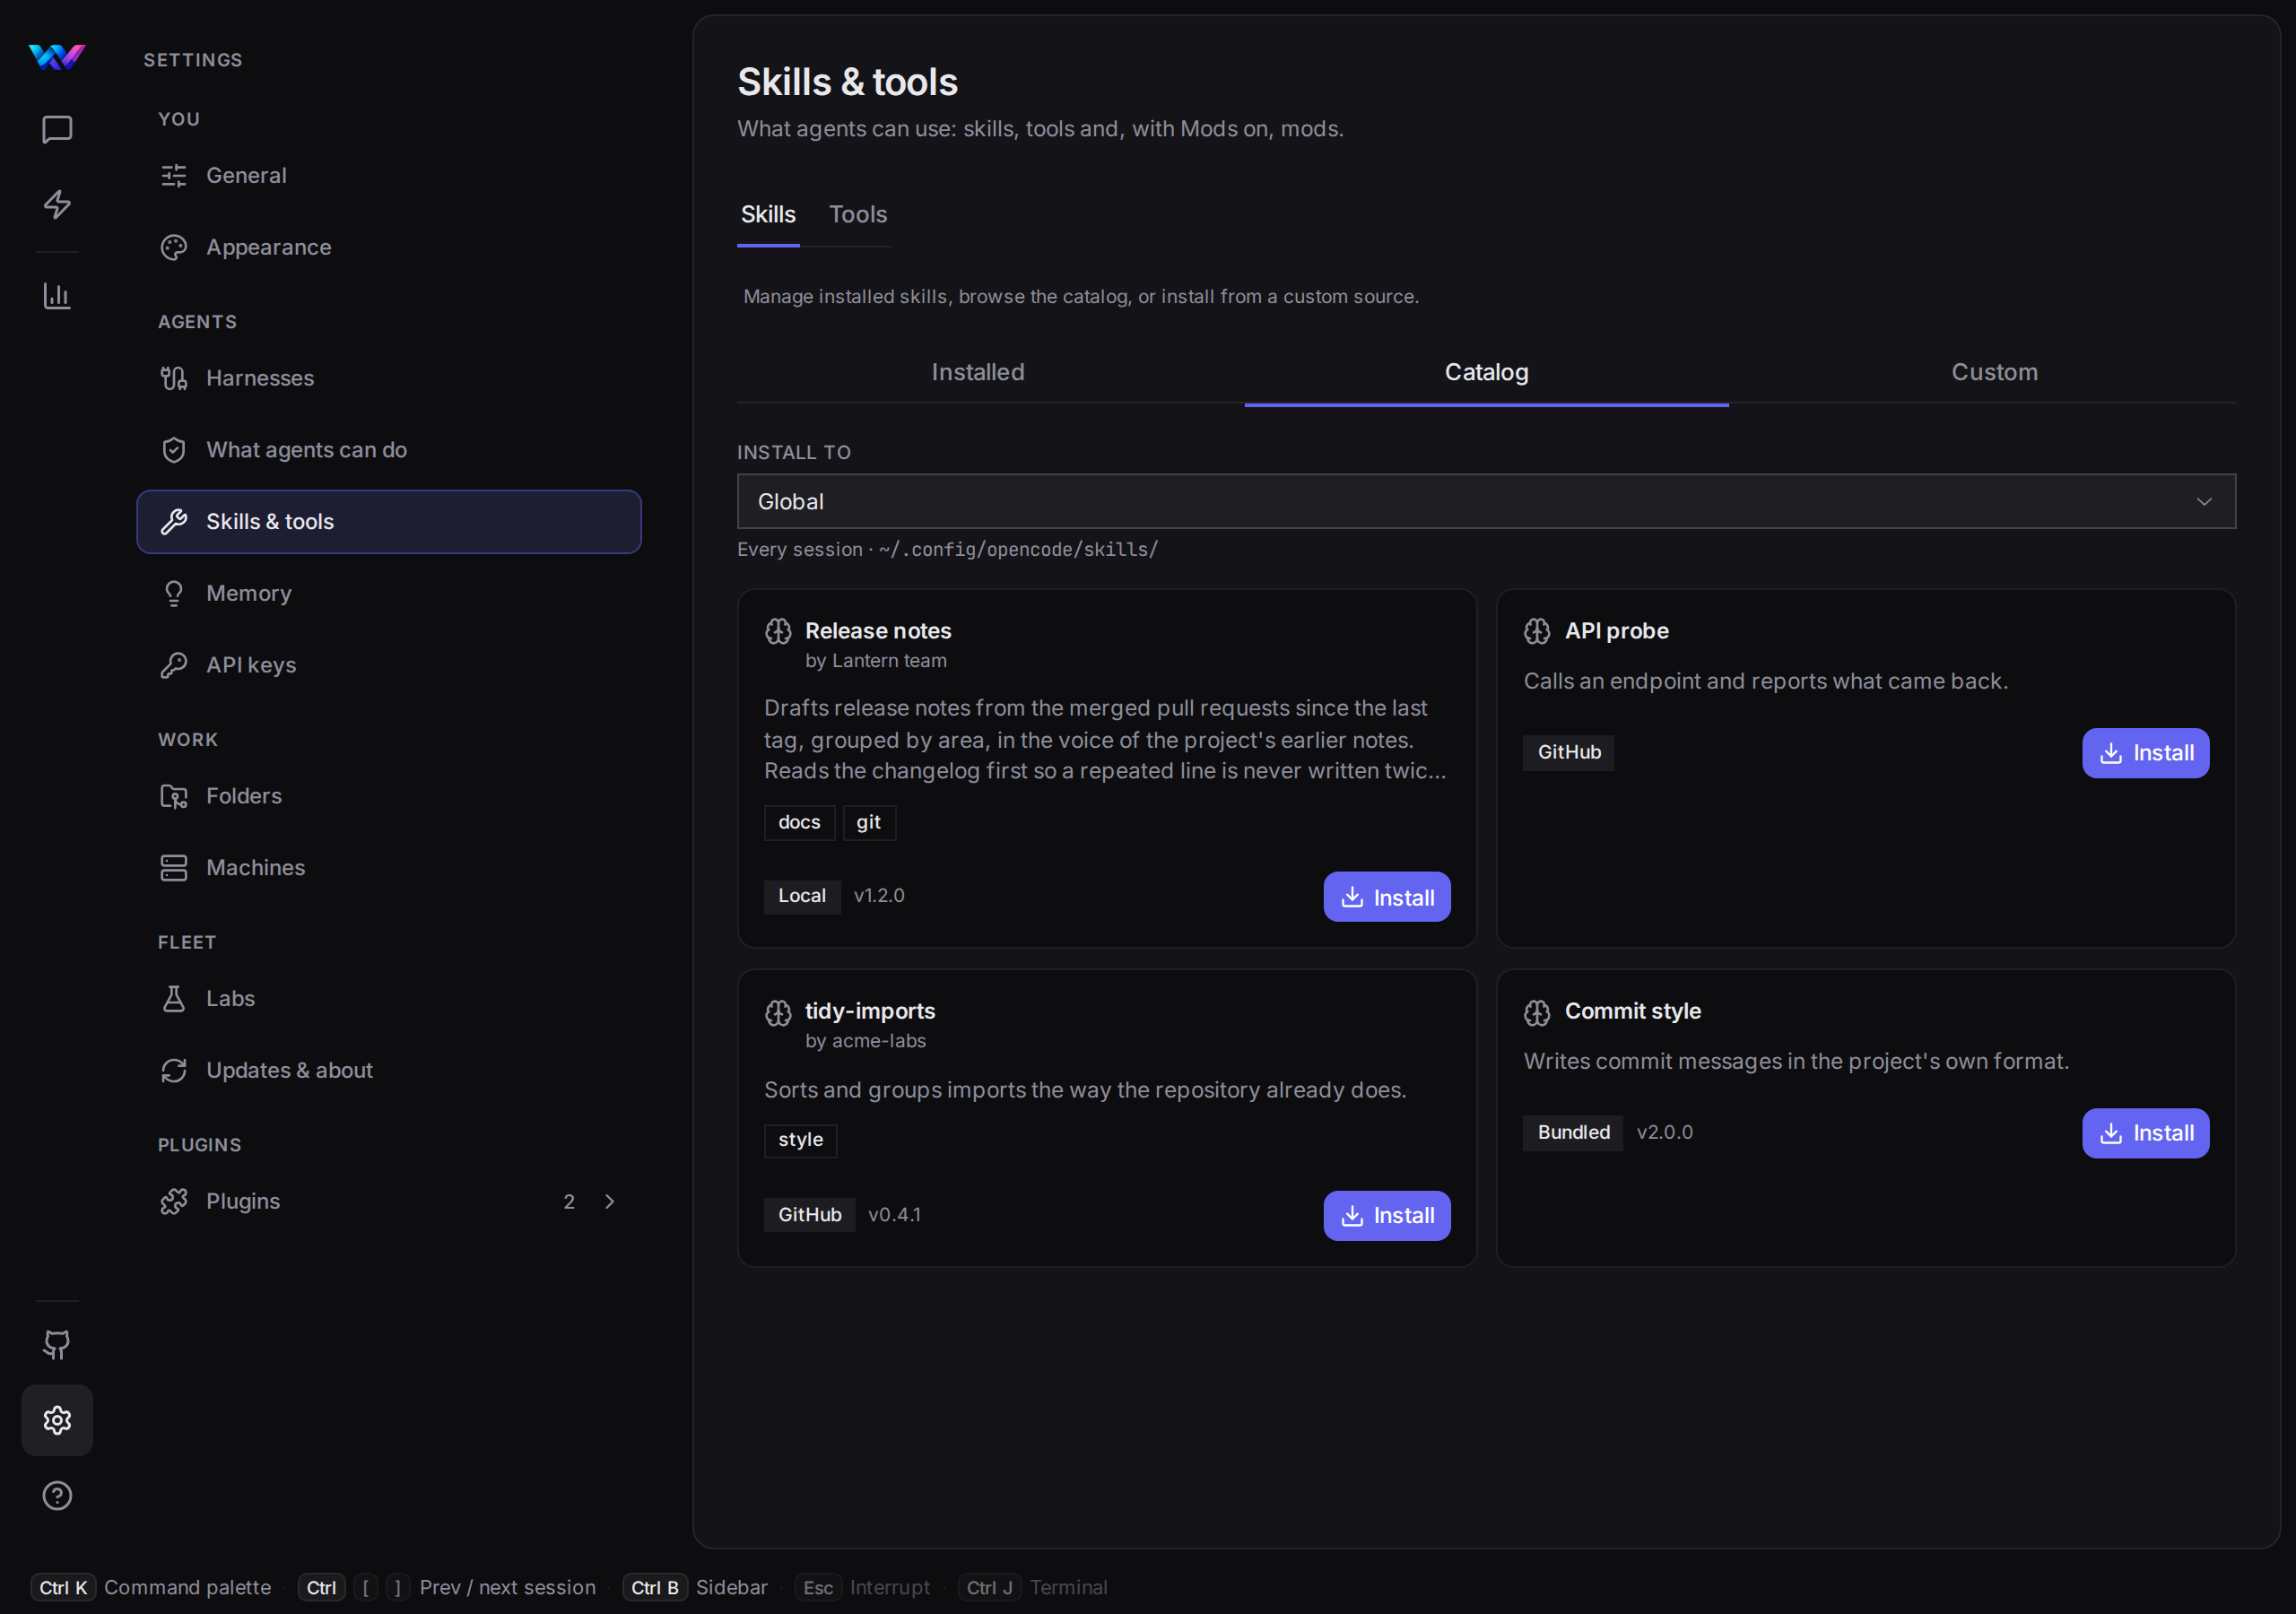 SETTINGS
YOU
General
Appearance
AGENTS
Harnesses
What agents can do
Skills & tools
Memory
API keys
WORK
Folders
Machines
FLEET
Labs
Updates & about
PLUGINS
Plugins 2
Skills & tools
What agents can use: skills, tools and, with Mods on, mods.
Skills Tools
Manage installed skills, browse the catalog, or install from a custom source.
Installed Catalog Custom
INSTALL TO
Global
Every session · ~/.config/opencode/skills/
Release notes
by Lantern team
Drafts release notes from the merged pull requests since the last
tag, grouped by area, in the voice of the project's earlier notes.
Reads the changelog first so a repeated line is never written twic...
docs git
Local v1.2.0 Install
API probe
Calls an endpoint and reports what came back.
GitHub Install
tidy-imports
by acme-labs
Sorts and groups imports the way the repository already does.
style
GitHub v0.4.1 Install
Commit style
Writes commit messages in the project's own format.
Bundled v2.0.0 Install
Ctrl K Command palette · Ctrl [ ] Prev / next session · Ctrl B Sidebar · Esc Interrupt · Ctrl J Terminal